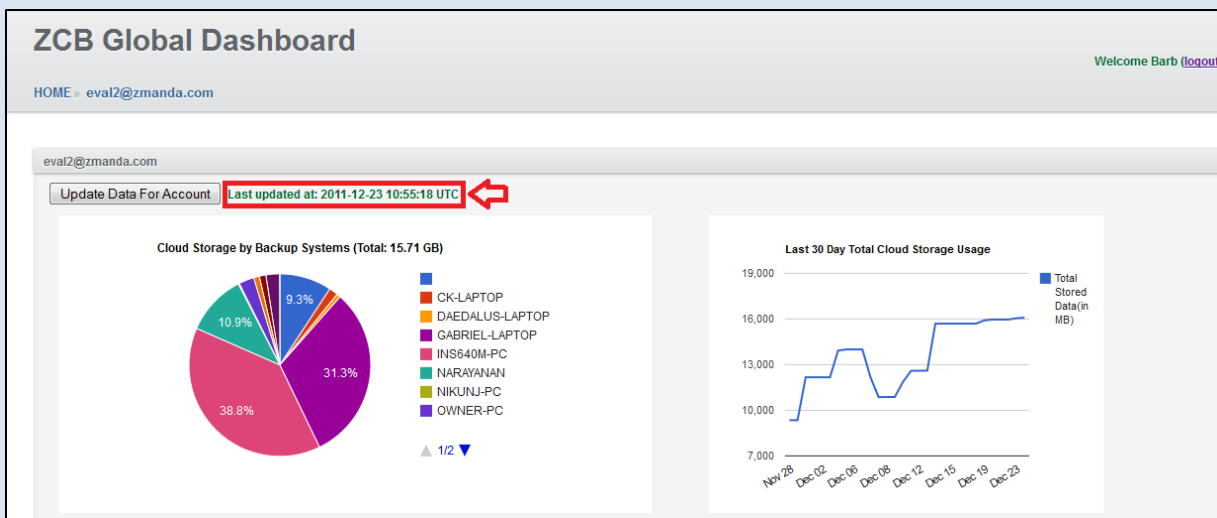 ZCB Global Dashboard
Welcome Barb (logout
HOME» eval2@zmanda.com
eval2@zmanda.com
Update Data For Account Last updated at: 2011-12-23 10:55:18 UTC
Cloud Storage by Backup Systems (Total: 15.71 GB)
9.3%
10.9%
31.3%
38.8%
CK-LAPTOP
DAEDALUS-LAPTOP
GABRIEL-LAPTOP
INS640M-PC
NARAYANAN
NIKUNJ-PC
OWNER-PC
1/2
Last 30 Day Total Cloud Storage Usage
19,000
16,000
13,000
10,000
7,000
Nov 28 Dec 02 Dec 06 Dec 08 Dec 12 Dec 15 Dec 19 Dec 23
Total
Stored
Data(in
MB)